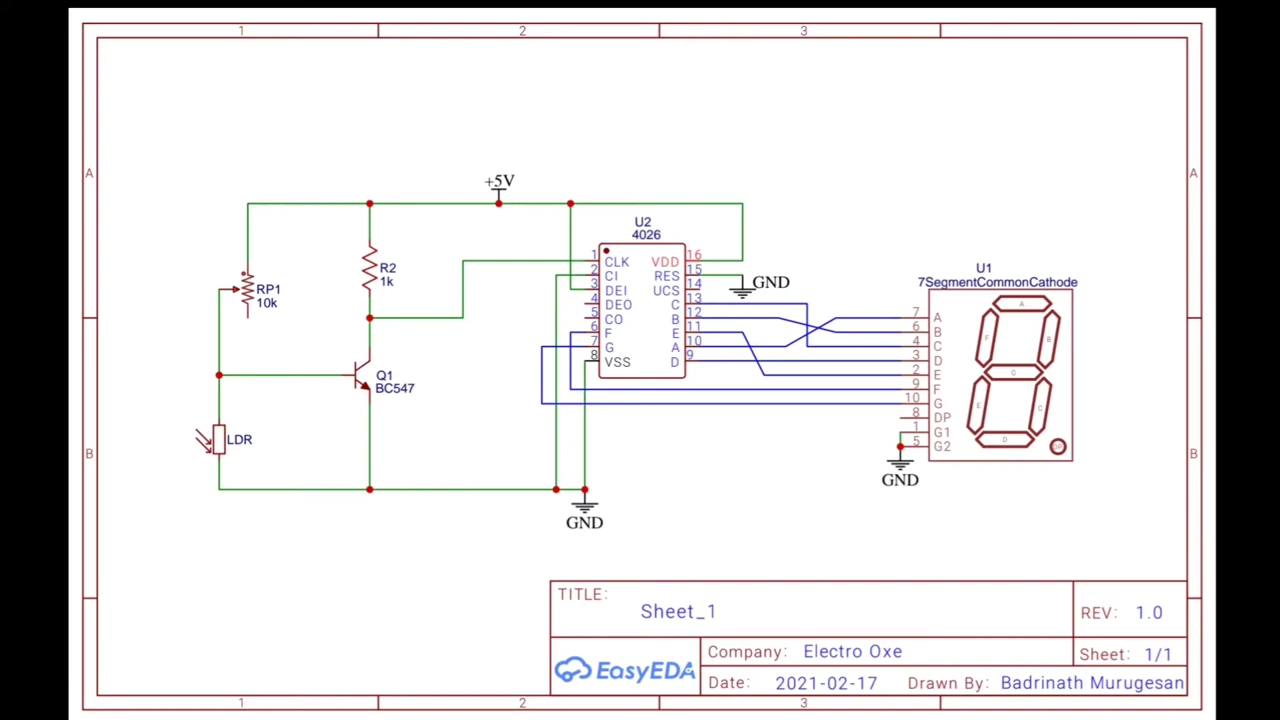 1 2 3
A A
+5V
U2
4026
1 CLK VDD 16
2 CI RES 15
3 DEI UCS 14
4 DEO C 13
5 CO B 12
6 F E 11
7 G A 10
8 VSS D 9
GND
R2
1k
RP1
10k
U1
7SegmentCommonCathode
7 A
6 B
4 C
3 D
2 E
9 F
10 G
8 DP
1 G1
5 G2
A
F B
G
E C
D
DP
GND
Q1
BC547
LDR
B B
GND
TITLE:
Sheet_1
REV: 1.0
EasyEDA
Company: Electro Oxe
Sheet: 1/1
Date: 2021-02-17 Drawn By: Badrinath Murugesan
1 2 3